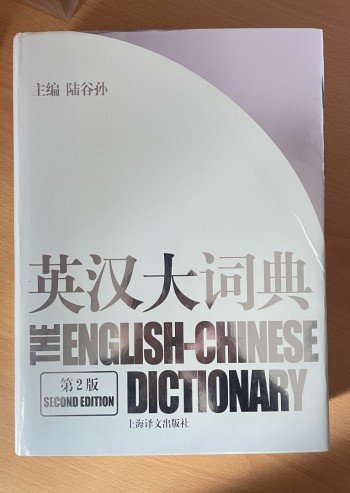 主编 陆谷孙
英汉大词典
THE ENGLISH-CHINESE
DICTIONARY
第2版
SECOND EDITION
上海译文出版社